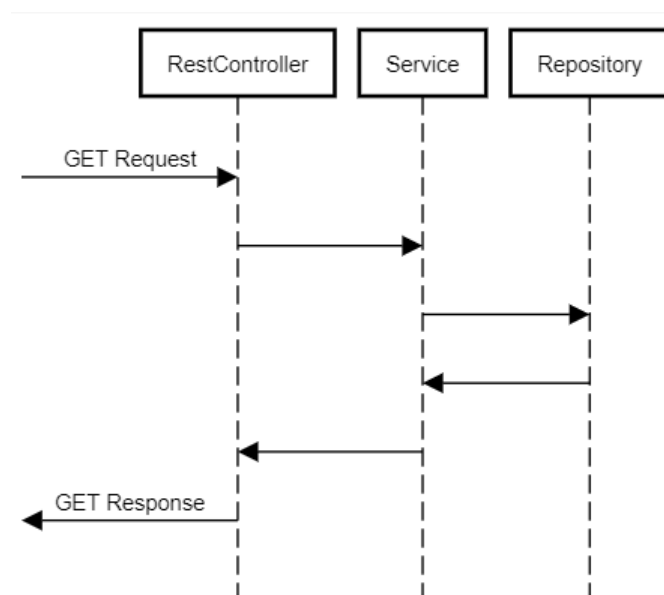 RestController
Service
Repository
GET Request
GET Response